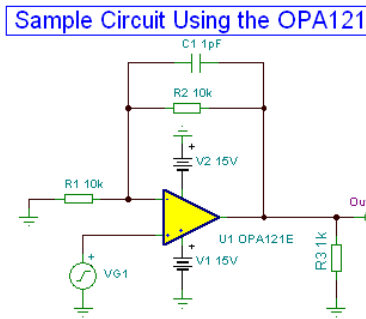 Sample Circuit Using the OPA121
C1 1pF
R2 10k
V2 15V
R1 10k
U1 OPA121E
V1 15V
VG1
R3 1k